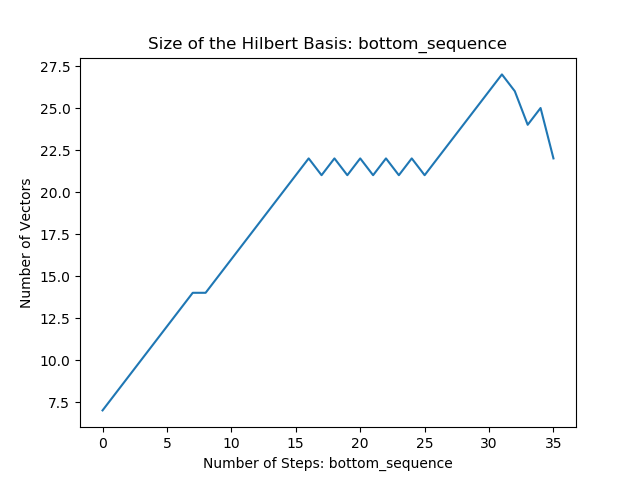 Size of the Hilbert Basis: bottom_sequence
27.5
25.0
22.5
20.0
17.5
15.0
12.5
10.0
7.5
Number of Vectors
0 5 10 15 20 25 30 35
Number of Steps: bottom_sequence